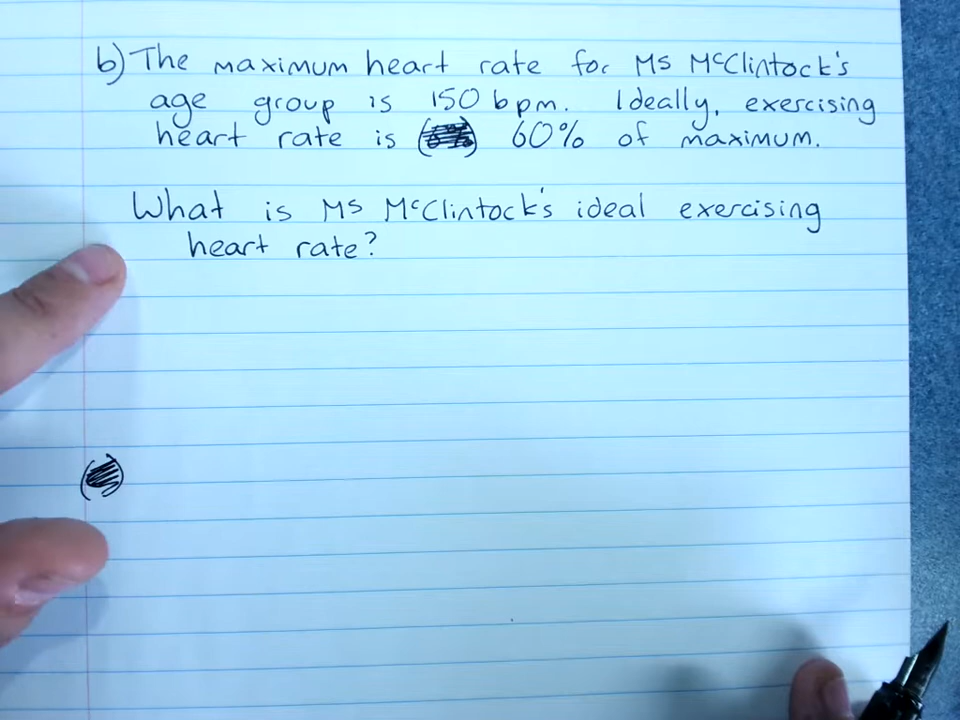 b) The maximum heart rate for Ms McClintock's
age group is 150 bpm. Ideally, exercising
heart rate is 60% of maximum.
What is Ms McClintock's ideal exercising
heart rate?